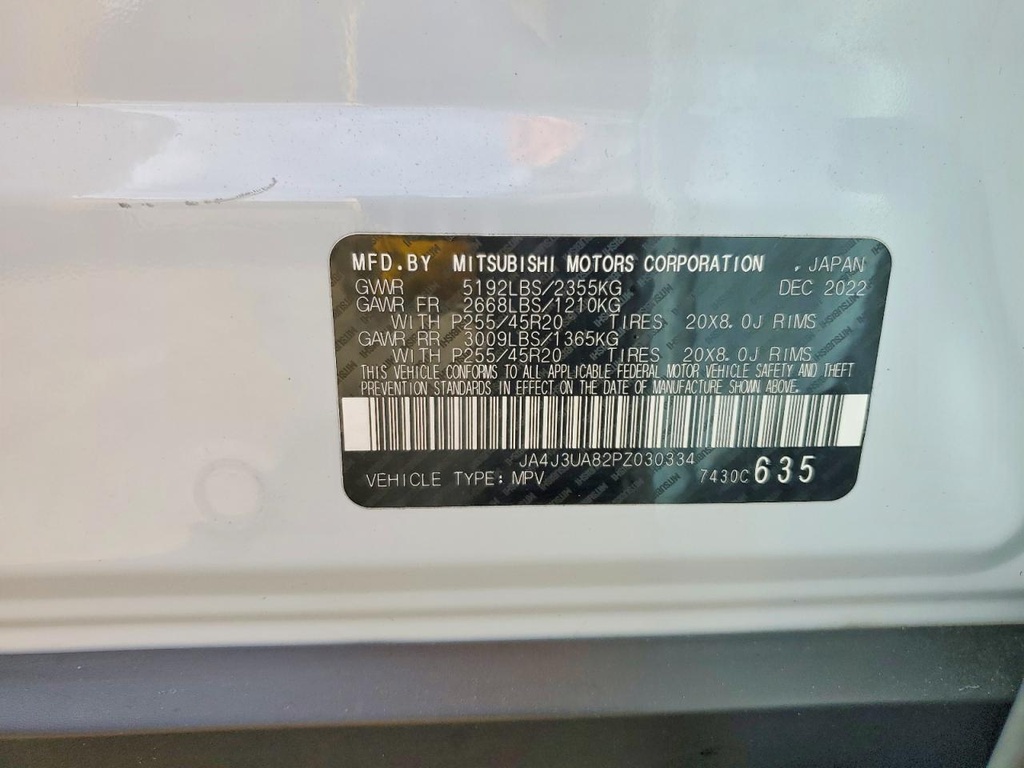 MFD.BY MITSUBISHI MOTORS CORPORATION , JAPAN
GVWR 5192LBS/2355KG DEC 2022
GAWR FR 2668LBS/1210KG
WITH P255/45R20 TIRES 20X8.0J RIMS
GAWR RR 3009LBS/1365KG
WITH P255/45R20 TIRES 20X8.0J RIMS
THIS VEHICLE CONFORMS TO ALL APPLICABLE FEDERAL MOTOR VEHICLE SAFETY AND THEFT
PREVENTION STANDARDS IN EFFECT ON THE DATE OF MANUFACTURE SHOWN ABOVE.
JA4J3UA82PZ030334
VEHICLE TYPE: MPV 7430C 635